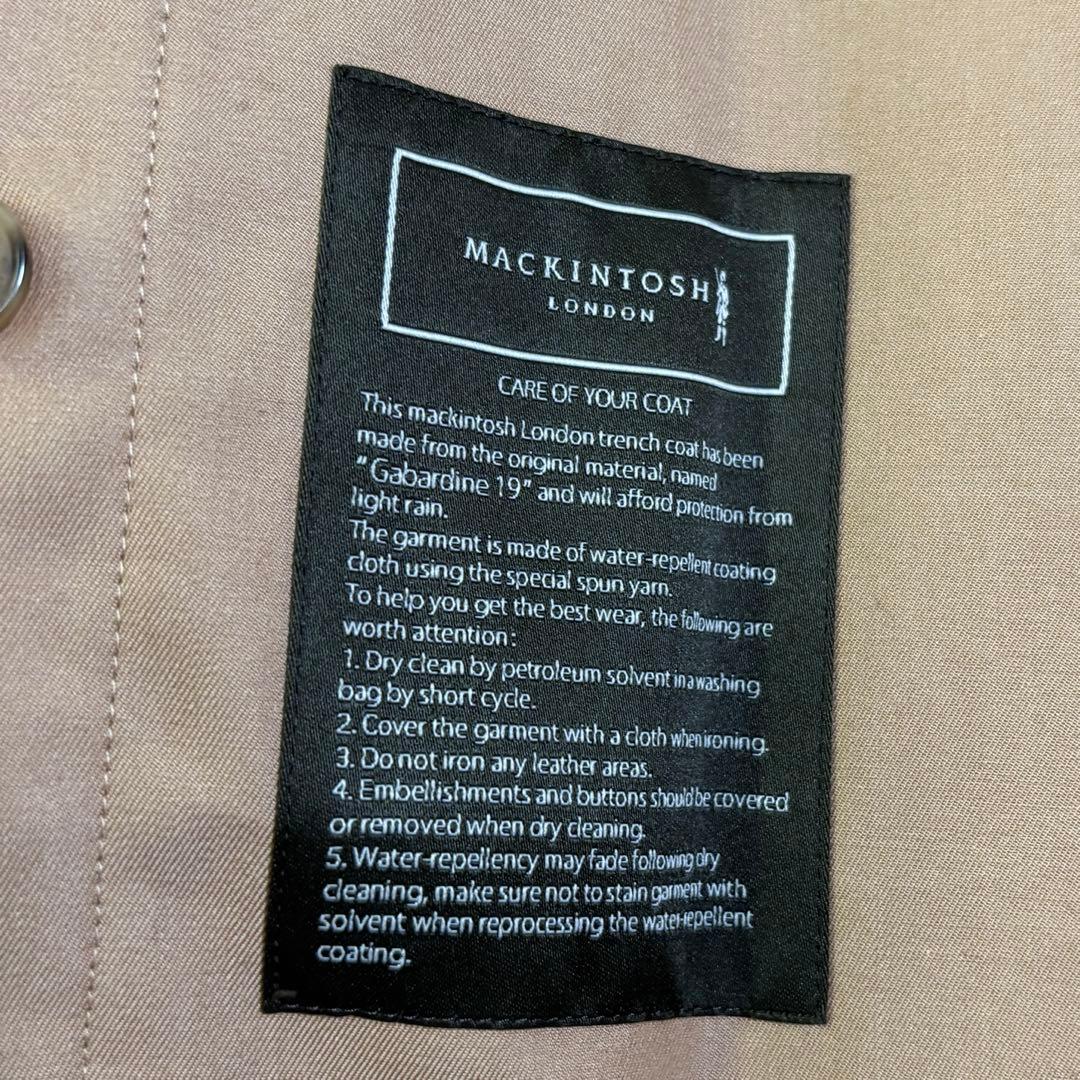 MACKINTOSH
LONDON
CARE OF YOUR COAT
This mackintosh London trench coat has been
made from the original material, named
"Gabardine 19" and will afford protection from
light rain.
The garment is made of water-repellent coating
cloth using the special spun yarn.
To help you get the best wear, the following are
worth attention:
1. Dry clean by petroleum solvent in a washing
bag by short cycle.
2. Cover the garment with a cloth when ironing.
3. Do not iron any leather areas.
4. Embellishments and buttons should be covered
or removed when dry cleaning.
5. Water-repellency may fade following dry
cleaning, make sure not to stain garment with
solvent when reprocessing the water-repellent
coating.